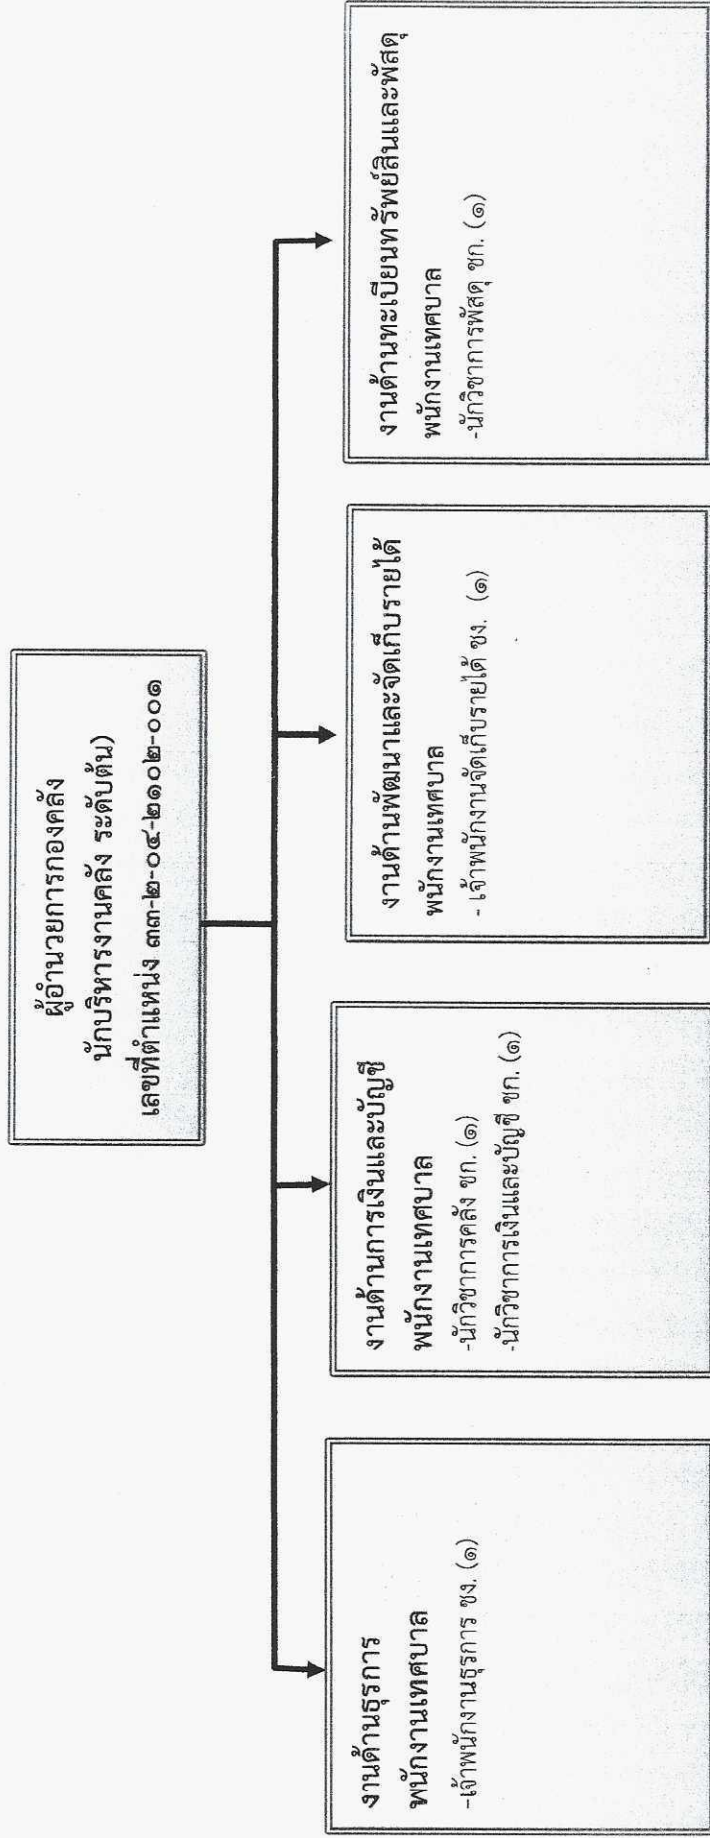 ผู้อำนวยการกองคลัง
นักบริหารงานคลัง ระดับต้น)
เลขที่ตำแหน่ง ๓๓-๒-๐๔-๒๑๐๒-๐๐๑
งานด้านธุรการ
พนักงานเทศบาล
-เจ้าพนักงานธุรการ ชง. (๑)
งานด้านการเงินและบัญชี
พนักงานเทศบาล
-นักวิชาการคลัง ชก. (๑)
-นักวิชาการเงินและบัญชี ชก. (๑)
งานด้านพัฒนาและจัดเก็บรายได้
พนักงานเทศบาล
- เจ้าพนักงานจัดเก็บรายได้ ชง. (๑)
งานด้านทะเบียนทรัพย์สินและพัสดุ
พนักงานเทศบาล
-นักวิชาการพัสดุ ชก. (๑)